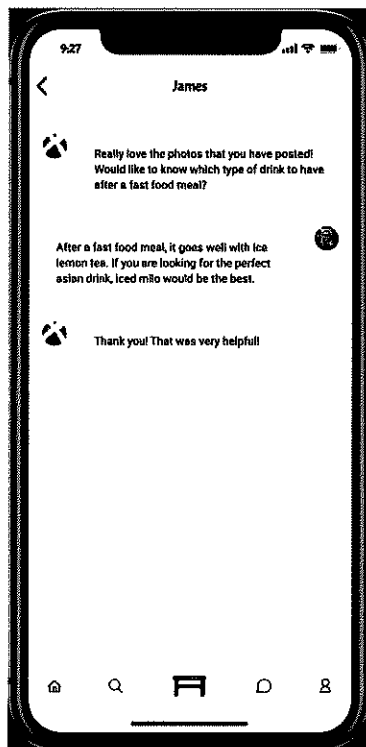 9:27
James
Really love the photos that you have posted!
Would like to know which type of drink to have
after a fast food meal?
After a fast food meal, it goes well with ice
lemon tea. If you are looking for the perfect
asian drink, iced milo would be the best.
Thank you! That was very helpful!